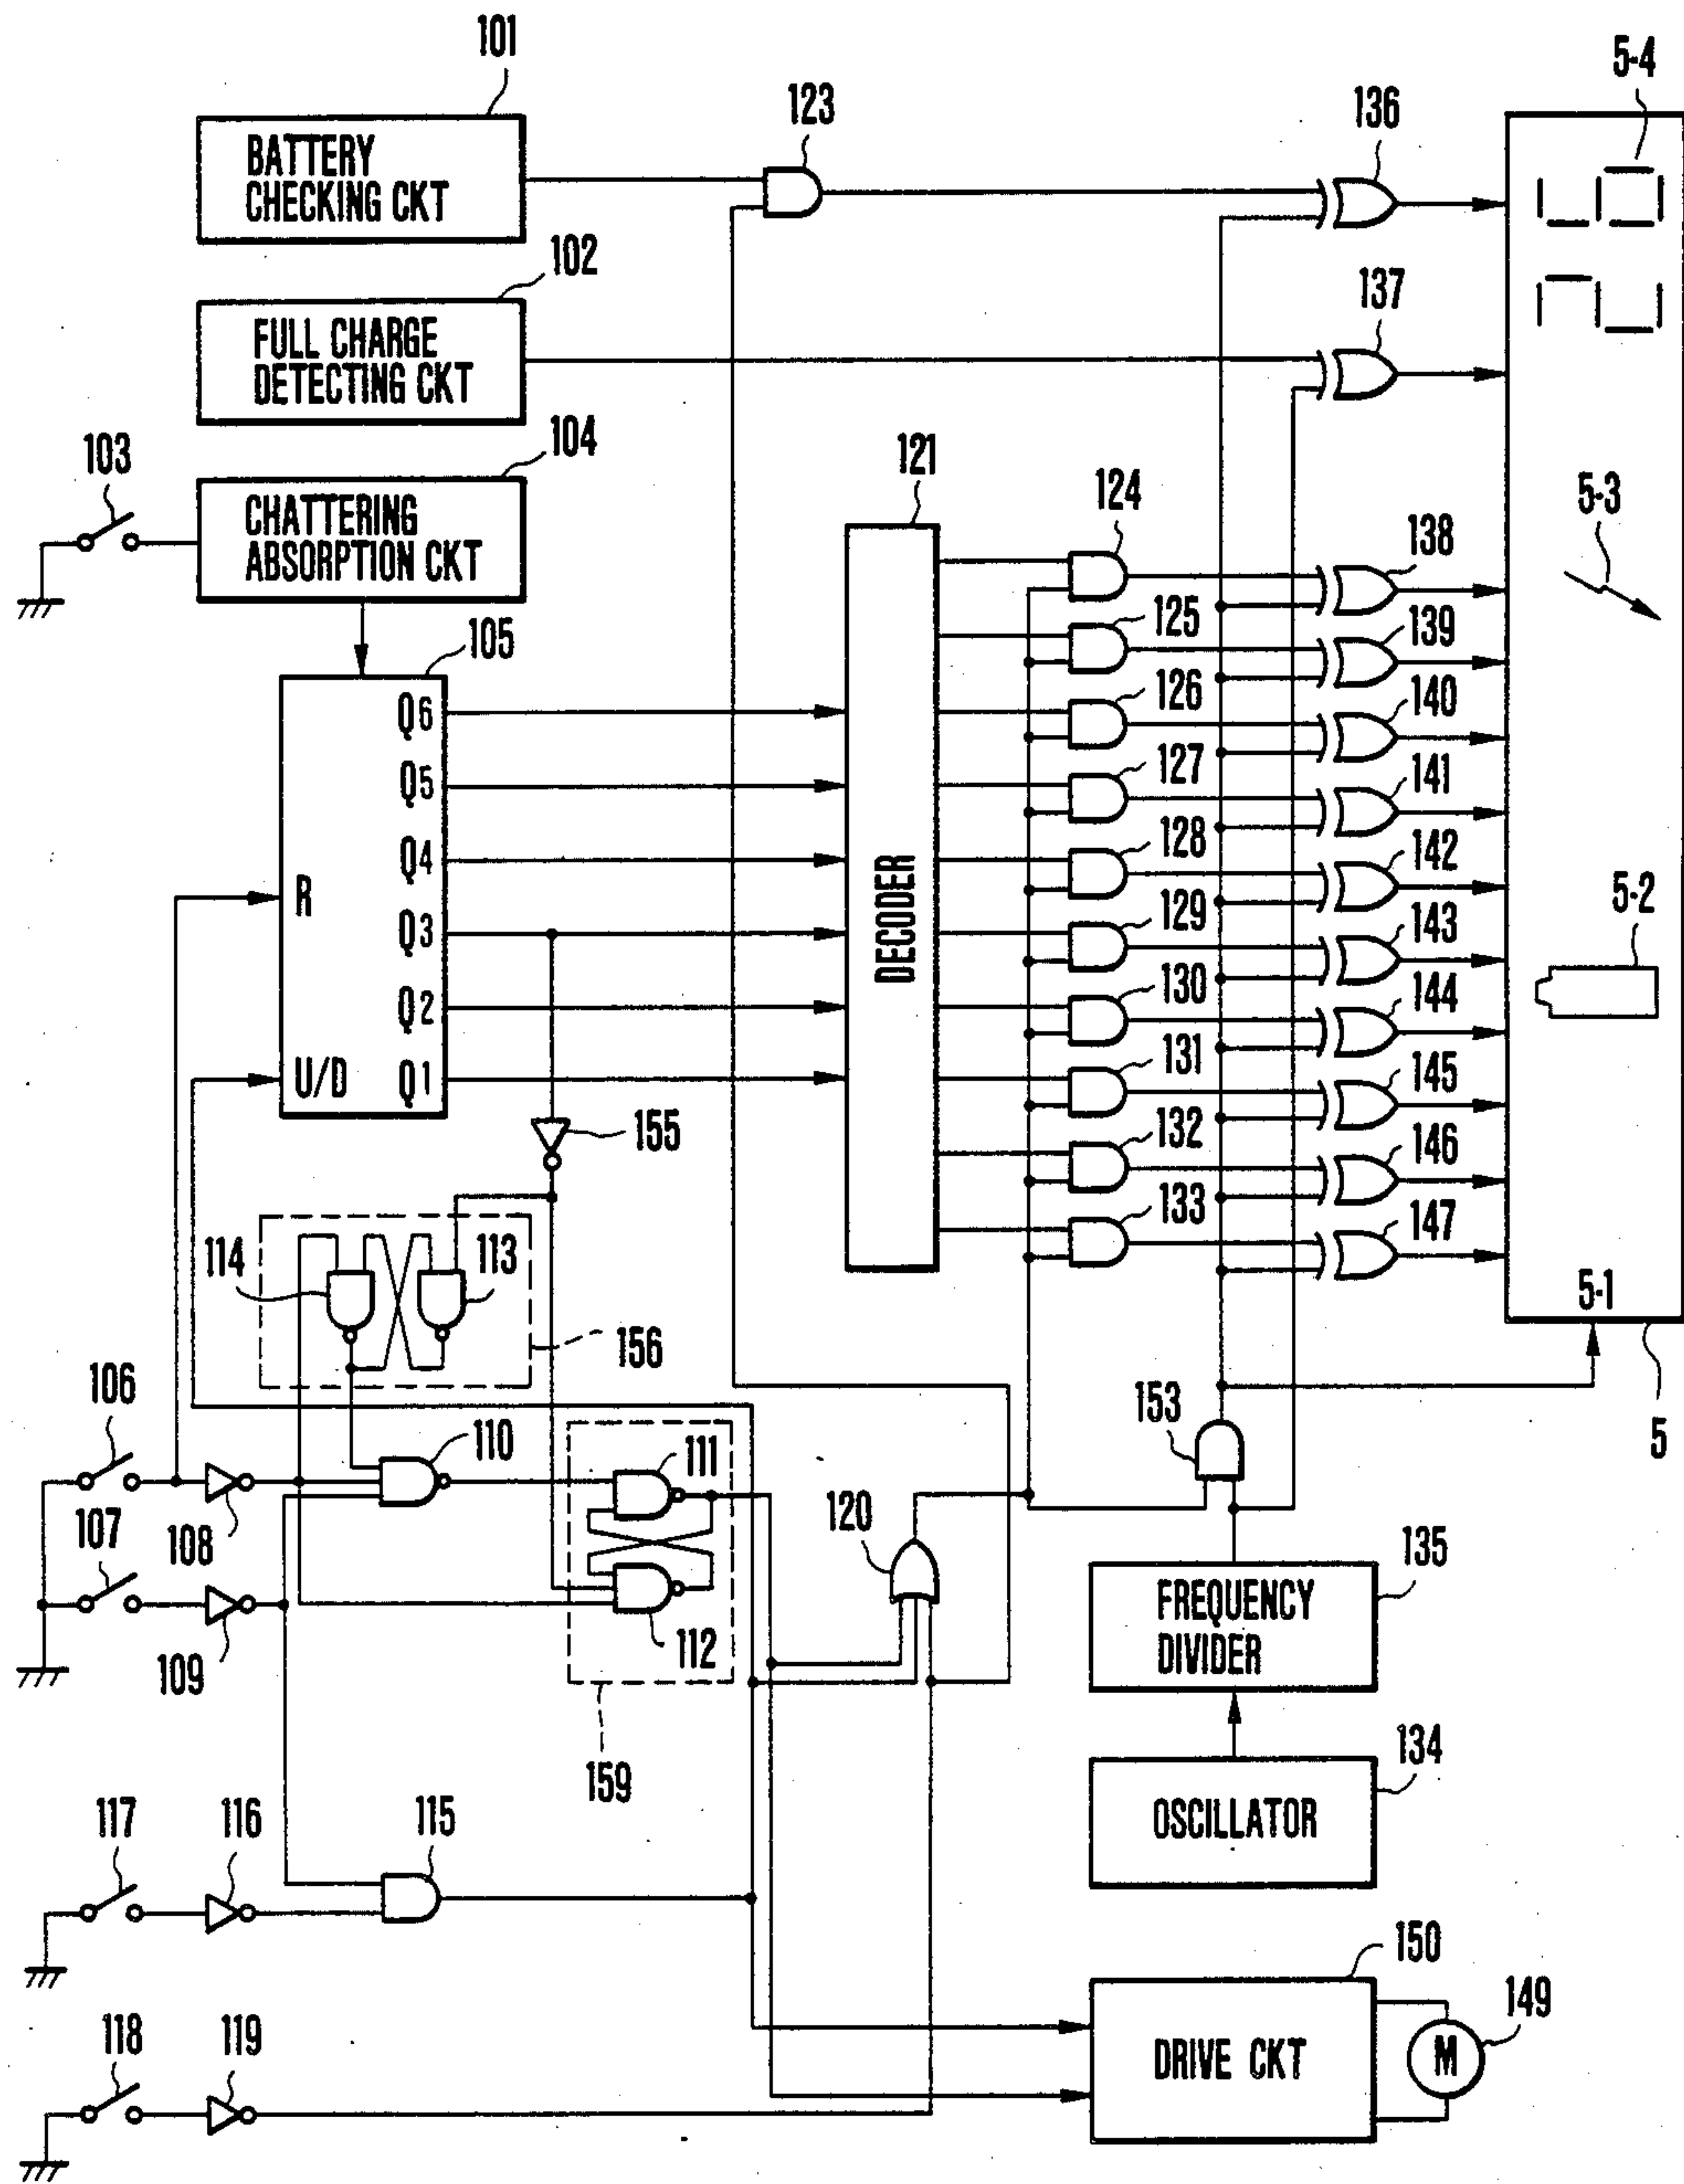 101
BATTERY
CHECKING CKT
123
136
5-4
102
FULL CHARGE
DETECTING CKT
137
103
104
CHATTERING
ABSORPTION CKT
121
DECODER
124
138
5-3
105
Q6
Q5
Q4
Q3
Q2
Q1
R
U/D
125
139
126
140
127
141
128
142
129
143
5-2
130
144
131
145
132
146
133
147
155
114
113
156
5-1
5
106
107
108
109
110
111
112
159
120
153
135
FREQUENCY
DIVIDER
134
OSCILLATOR
117
116
115
118
119
150
DRIVE CKT
149
M